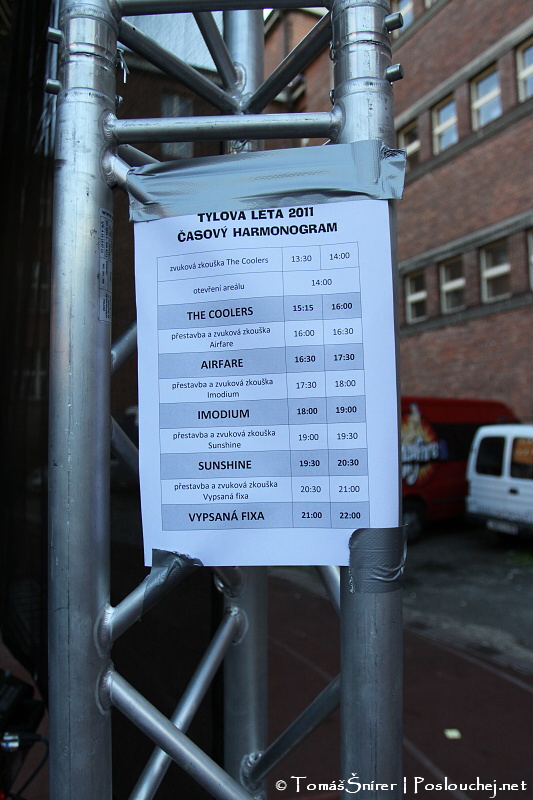 TYLOVA LETA 2011
ČASOVÝ HARMONOGRAM
zvuková zkouška The Coolers 13:30 14:00
otevření areálu 14:00
THE COOLERS 15:15 16:00
přestavba a zvuková zkouška 16:00 16:30
Airfare
AIRFARE 16:30 17:30
přestavba a zvuková zkouška 17:30 18:00
Imodium
IMODIUM 18:00 19:00
přestavba a zvuková zkouška 19:00 19:30
Sunshine
SUNSHINE 19:30 20:30
přestavba a zvuková zkouška 20:30 21:00
Vypsaná fixa
VYPSANÁ FIXA 21:00 22:00
© TomášŠnírer | Poslouchej.net